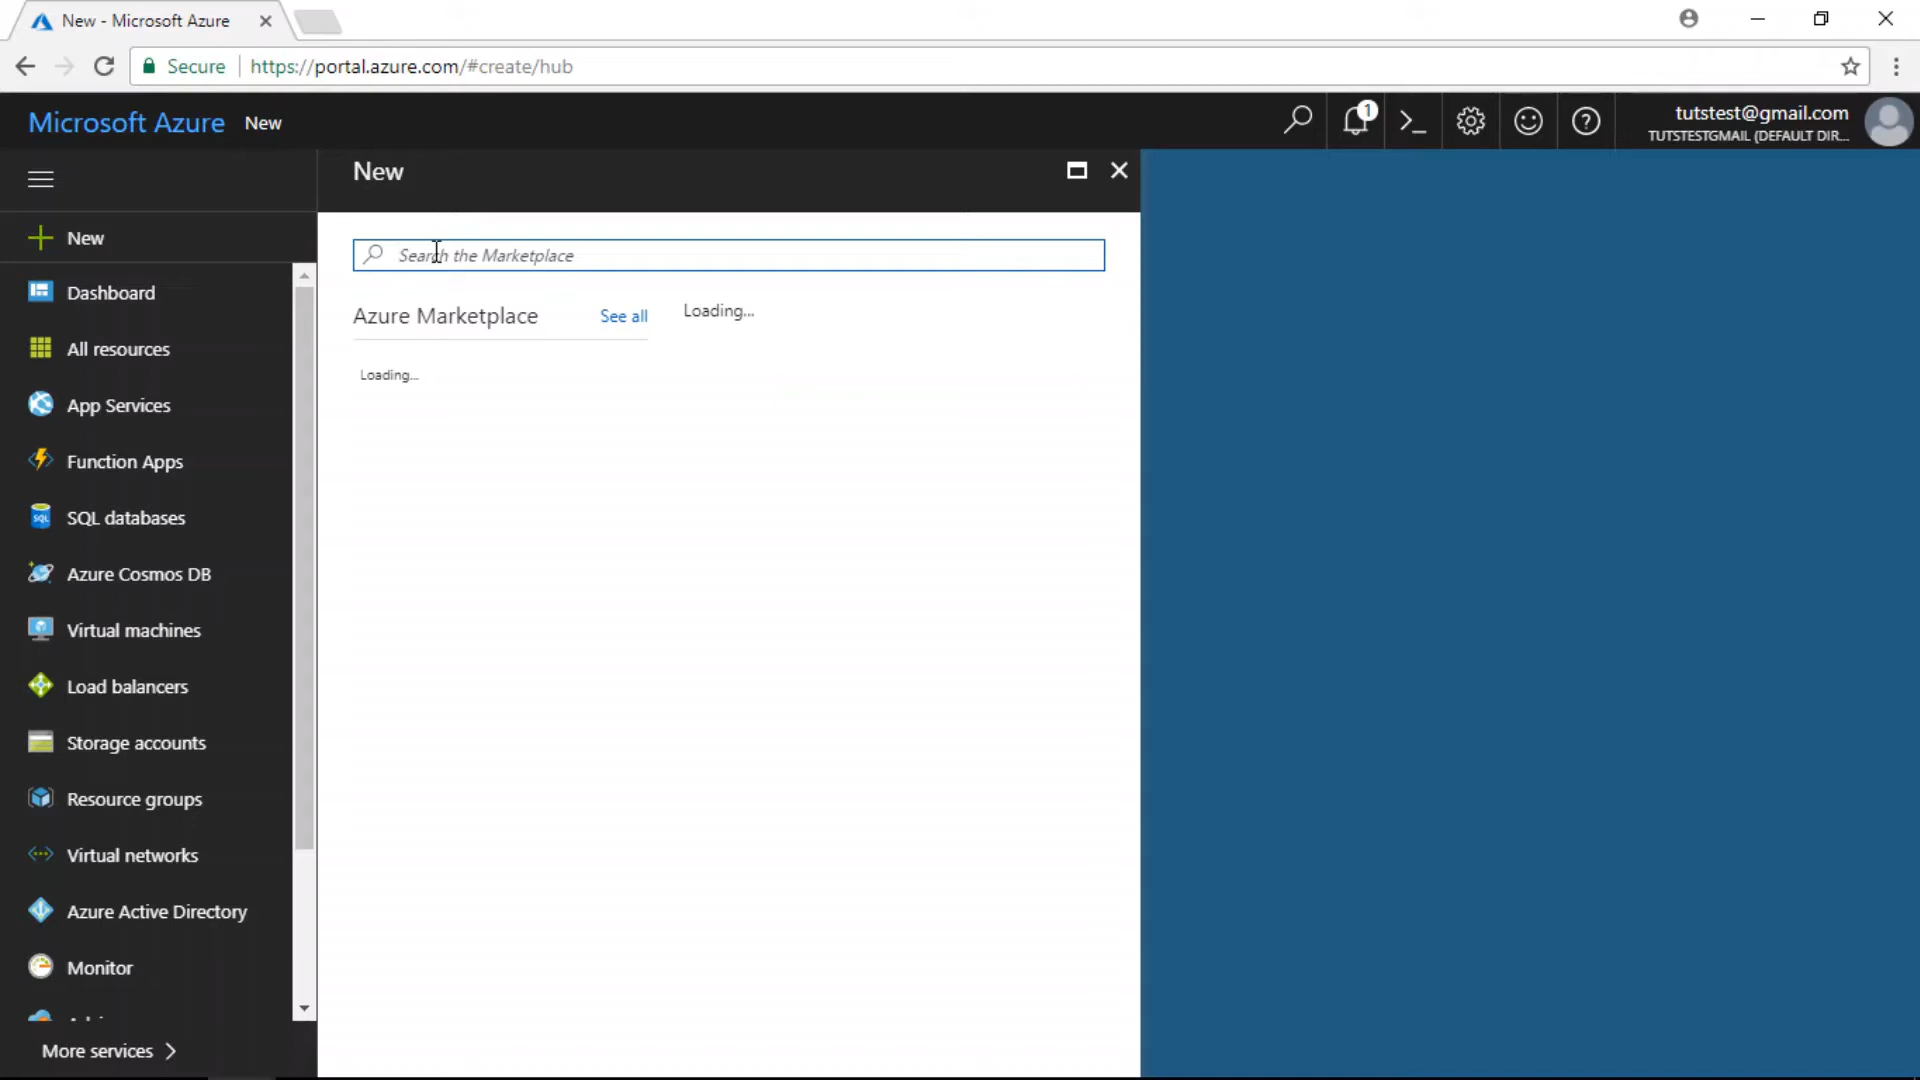 New - Microsoft Azure
Secure https://portal.azure.com/#create/hub
Microsoft Azure New
1
>_
?
tutstest@gmail.com
TUTSTESTGMAIL (DEFAULT DIR...
New
New
Search the Marketplace
Azure Marketplace See all
Loading...
Loading...
Dashboard
All resources
App Services
Function Apps
SQL
SQL databases
Azure Cosmos DB
Virtual machines
Load balancers
Storage accounts
Resource groups
Virtual networks
Azure Active Directory
Monitor
More services